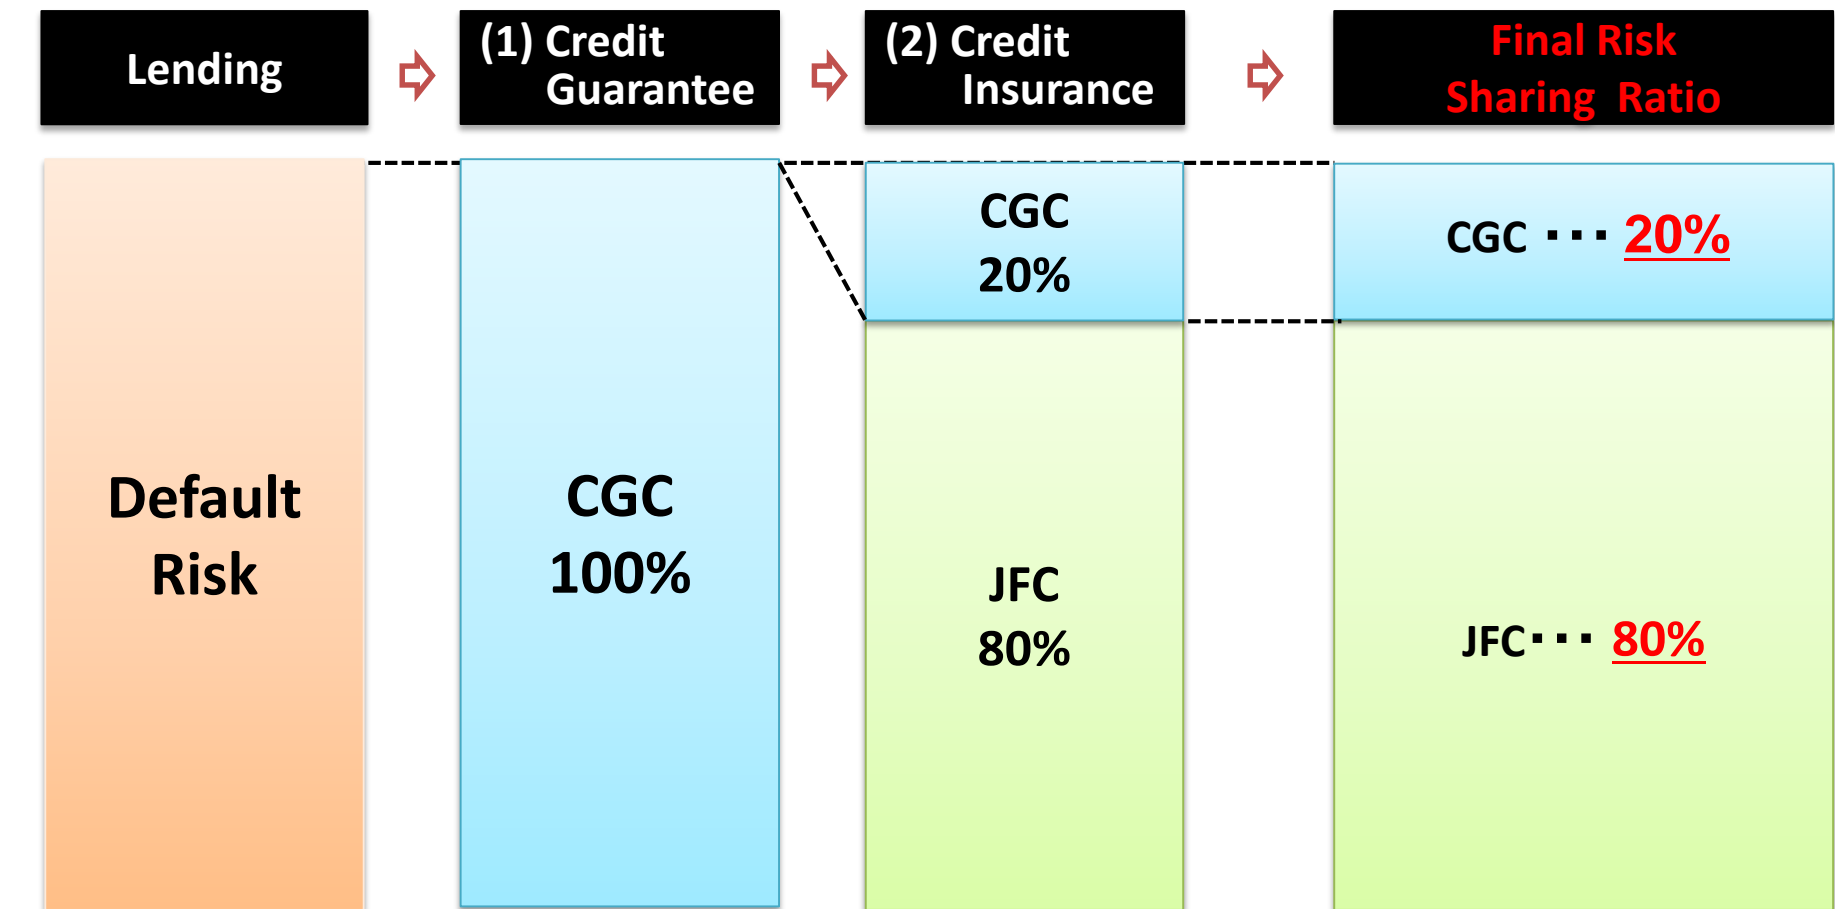 Lending
(1) Credit
Guarantee
(2) Credit
Insurance
Final Risk
Sharing Ratio
Default
Risk
CGC
100%
CGC
20%
JFC
80%
CGC ··· 20%
JFC··· 80%